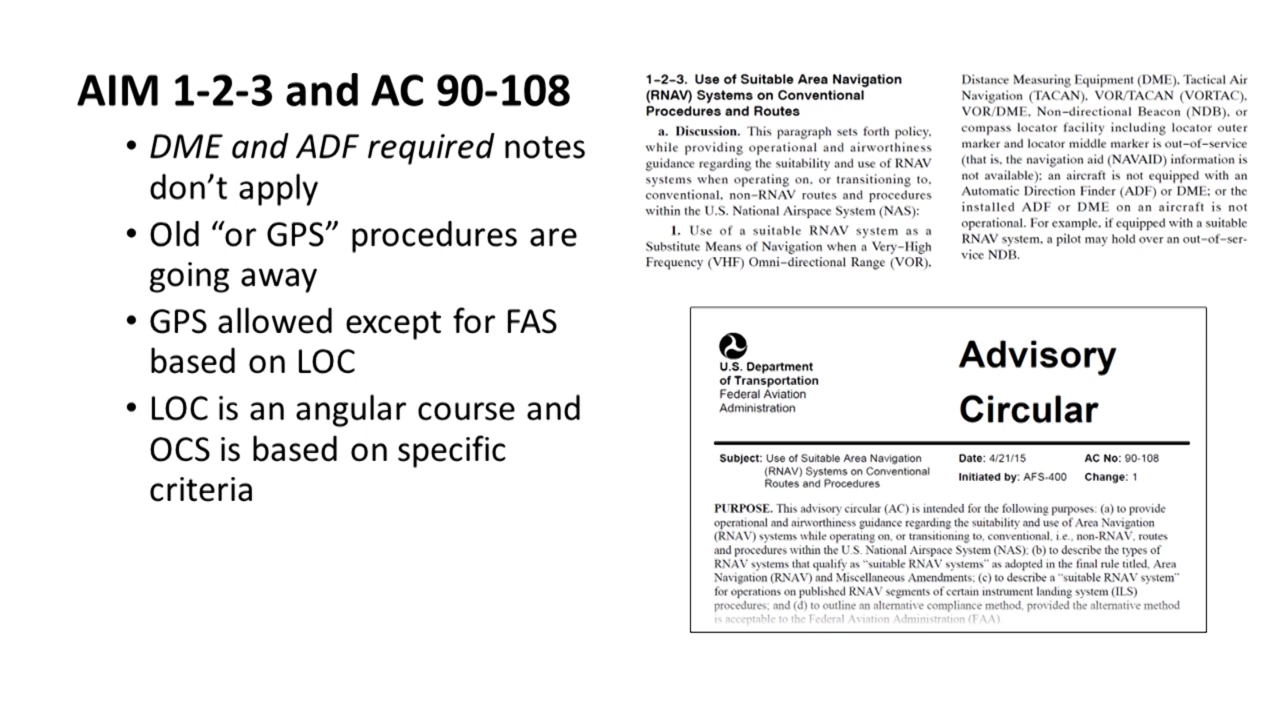 AIM 1-2-3 and AC 90-108
• DME and ADF required notes
don’t apply
• Old “or GPS” procedures are
going away
• GPS allowed except for FAS
based on LOC
• LOC is an angular course and
OCS is based on specific
criteria
1−2−3. Use of Suitable Area Navigation
(RNAV) Systems on Conventional
Procedures and Routes
a. Discussion. This paragraph sets forth policy,
while providing operational and airworthiness
guidance regarding the suitability and use of RNAV
systems when operating on, or transitioning to,
conventional, non−RNAV routes and procedures
within the U.S. National Airspace System (NAS):
1. Use of a suitable RNAV system as a
Substitute Means of Navigation when a Very−High
Frequency (VHF) Omni−directional Range (VOR),
Distance Measuring Equipment (DME), Tactical Air
Navigation (TACAN), VOR/TACAN (VORTAC),
VOR/DME, Non−directional Beacon (NDB), or
compass locator facility including locator outer
marker and locator middle marker is out−of−service
(that is, the navigation aid (NAVAID) information is
not available); an aircraft is not equipped with an
Automatic Direction Finder (ADF) or DME; or the
installed ADF or DME on an aircraft is not
operational. For example, if equipped with a suitable
RNAV system, a pilot may hold over an out−of−ser-
vice NDB.
U.S. Department
of Transportation
Federal Aviation
Administration
Advisory
Circular
Subject: Use of Suitable Area Navigation
(RNAV) Systems on Conventional
Routes and Procedures
Date: 4/21/15
Initiated by: AFS-400
AC No: 90-108
Change: 1
PURPOSE. This advisory circular (AC) is intended for the following purposes: (a) to provide
operational and airworthiness guidance regarding the suitability and use of Area Navigation
(RNAV) systems while operating on, or transitioning to, conventional, i.e., non-RNAV, routes
and procedures within the U.S. National Airspace System (NAS); (b) to describe the types of
RNAV systems that qualify as “suitable RNAV systems” as adopted in the final rule titled, Area
Navigation (RNAV) and Miscellaneous Amendments; (c) to describe a “suitable RNAV system”
for operations on published RNAV segments of certain instrument landing system (ILS)
procedures; and (d) to outline an alternative compliance method, provided the alternative method
is acceptable to the Federal Aviation Administration (FAA).